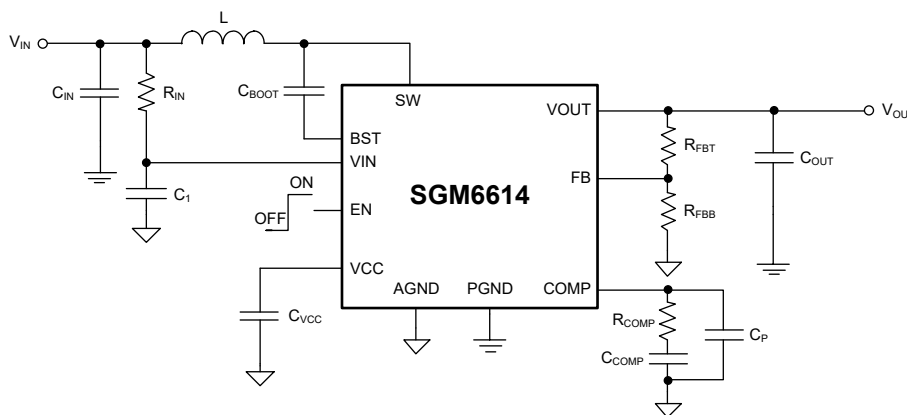 L
VIN
CIN
RIN
CBOOT
SW
VOUT
VOU
BST
RFBT
COUT
VIN
FB
C1
ON
OFF
EN
SGM6614
RFBB
VCC
AGND
PGND
COMP
CVCC
RCOMP
CP
CCOMP